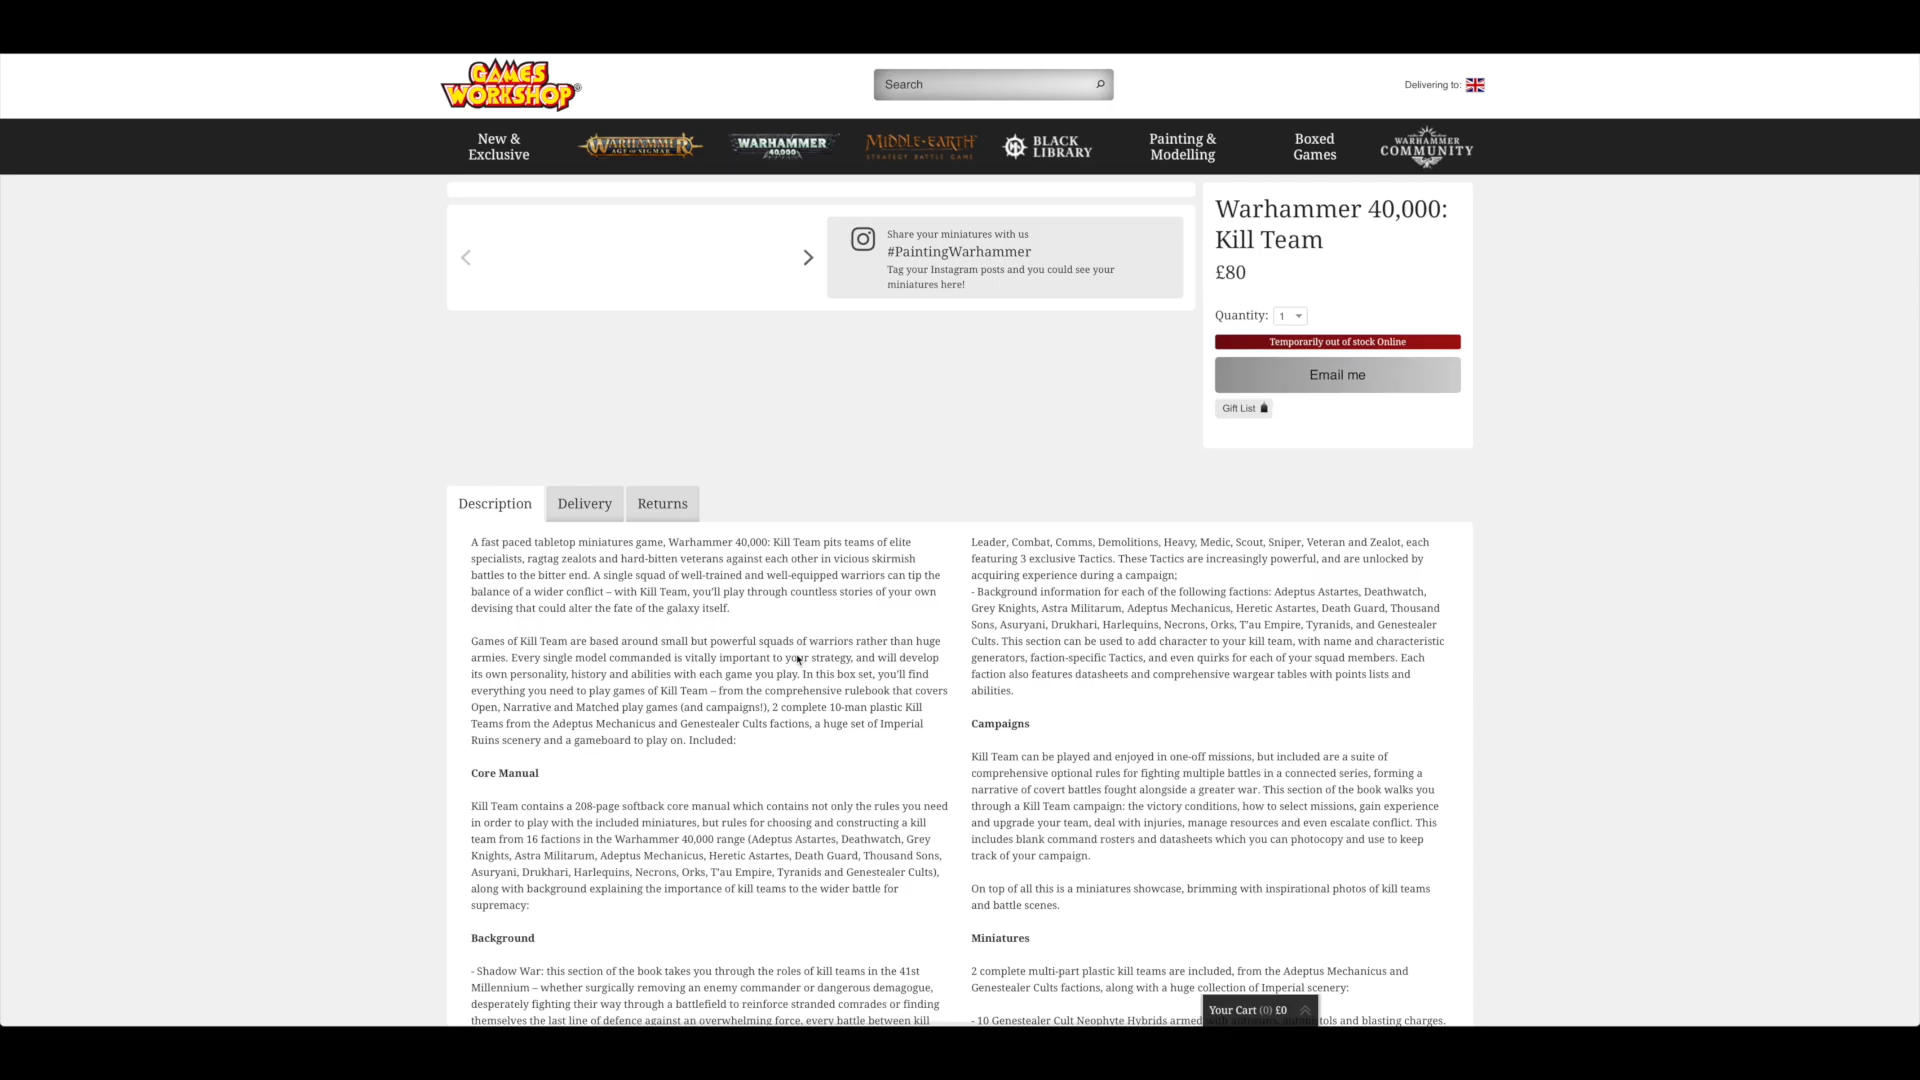 GAMES
WORKSHOP
Search
Delivering to:
New &
Exclusive
WARHAMMER
AGE OF SIGMAR
WARHAMMER
40,000
MIDDLE-EARTH
STRATEGY BATTLE GAME
BLACK
LIBRARY
Painting &
Modelling
Boxed
Games
WARHAMMER
COMMUNITY
Share your miniatures with us
#PaintingWarhammer
Tag your Instagram posts and you could see your
miniatures here!
Warhammer 40,000:
Kill Team
£80
Quantity: 1
Temporarily out of stock Online
Email me
Gift List
Description
Delivery
Returns
A fast paced tabletop miniatures game, Warhammer 40,000: Kill Team pits teams of elite
specialists, ragtag zealots and hard-bitten veterans against each other in vicious skirmish
battles to the bitter end. A single squad of well-trained and well-equipped warriors can tip the
balance of a wider conflict – with Kill Team, you'll play through countless stories of your own
devising that could alter the fate of the galaxy itself.
Games of Kill Team are based around small but powerful squads of warriors rather than huge
armies. Every single model commanded is vitally important to your strategy, and will develop
its own personality, history and abilities with each game you play. In this box set, you'll find
everything you need to play games of Kill Team – from the comprehensive rulebook that covers
Open, Narrative and Matched play games (and campaigns!), 2 complete 10-man plastic Kill
Teams from the Adeptus Mechanicus and Genestealer Cults factions, a huge set of Imperial
Ruins scenery and a gameboard to play on. Included:
Core Manual
Kill Team contains a 208-page softback core manual which contains not only the rules you need
in order to play with the included miniatures, but rules for choosing and constructing a kill
team from 16 factions in the Warhammer 40,000 range (Adeptus Astartes, Deathwatch, Grey
Knights, Astra Militarum, Adeptus Mechanicus, Heretic Astartes, Death Guard, Thousand Sons,
Asuryani, Drukhari, Harlequins, Necrons, Orks, T'au Empire, Tyranids and Genestealer Cults),
along with background explaining the importance of kill teams to the wider battle for
supremacy:
Background
- Shadow War: this section of the book takes you through the roles of kill teams in the 41st
Millennium – whether surgically removing an enemy commander or dangerous demagogue,
desperately fighting their way through a battlefield to reinforce stranded comrades or finding
themselves the last line of defence against an overwhelming force, every battle between kill
Leader, Combat, Comms, Demolitions, Heavy, Medic, Scout, Sniper, Veteran and Zealot, each
featuring 3 exclusive Tactics. These Tactics are increasingly powerful, and are unlocked by
acquiring experience during a campaign;
- Background information for each of the following factions: Adeptus Astartes, Deathwatch,
Grey Knights, Astra Militarum, Adeptus Mechanicus, Heretic Astartes, Death Guard, Thousand
Sons, Asuryani, Drukhari, Harlequins, Necrons, Orks, T'au Empire, Tyranids, and Genestealer
Cults. This section can be used to add character to your kill team, with name and characteristic
generators, faction-specific Tactics, and even quirks for each of your squad members. Each
faction also features datasheets and comprehensive wargear tables with points lists and
abilities.
Campaigns
Kill Team can be played and enjoyed in one-off missions, but included are a suite of
comprehensive optional rules for fighting multiple battles in a connected series, forming a
narrative of covert battles fought alongside a greater war. This section of the book walks you
through a Kill Team campaign: the victory conditions, how to select missions, gain experience
and upgrade your team, deal with injuries, manage resources and even escalate conflict. This
includes blank command rosters and datasheets which you can photocopy and use to keep
track of your campaign.
On top of all this is a miniatures showcase, brimming with inspirational photos of kill teams
and battle scenes.
Miniatures
2 complete multi-part plastic kill teams are included, from the Adeptus Mechanicus and
Genestealer Cults factions, along with a huge collection of Imperial scenery:
- 10 Genestealer Cult Neophyte Hybrids armed and blasting charges.
Your Cart (0) £0